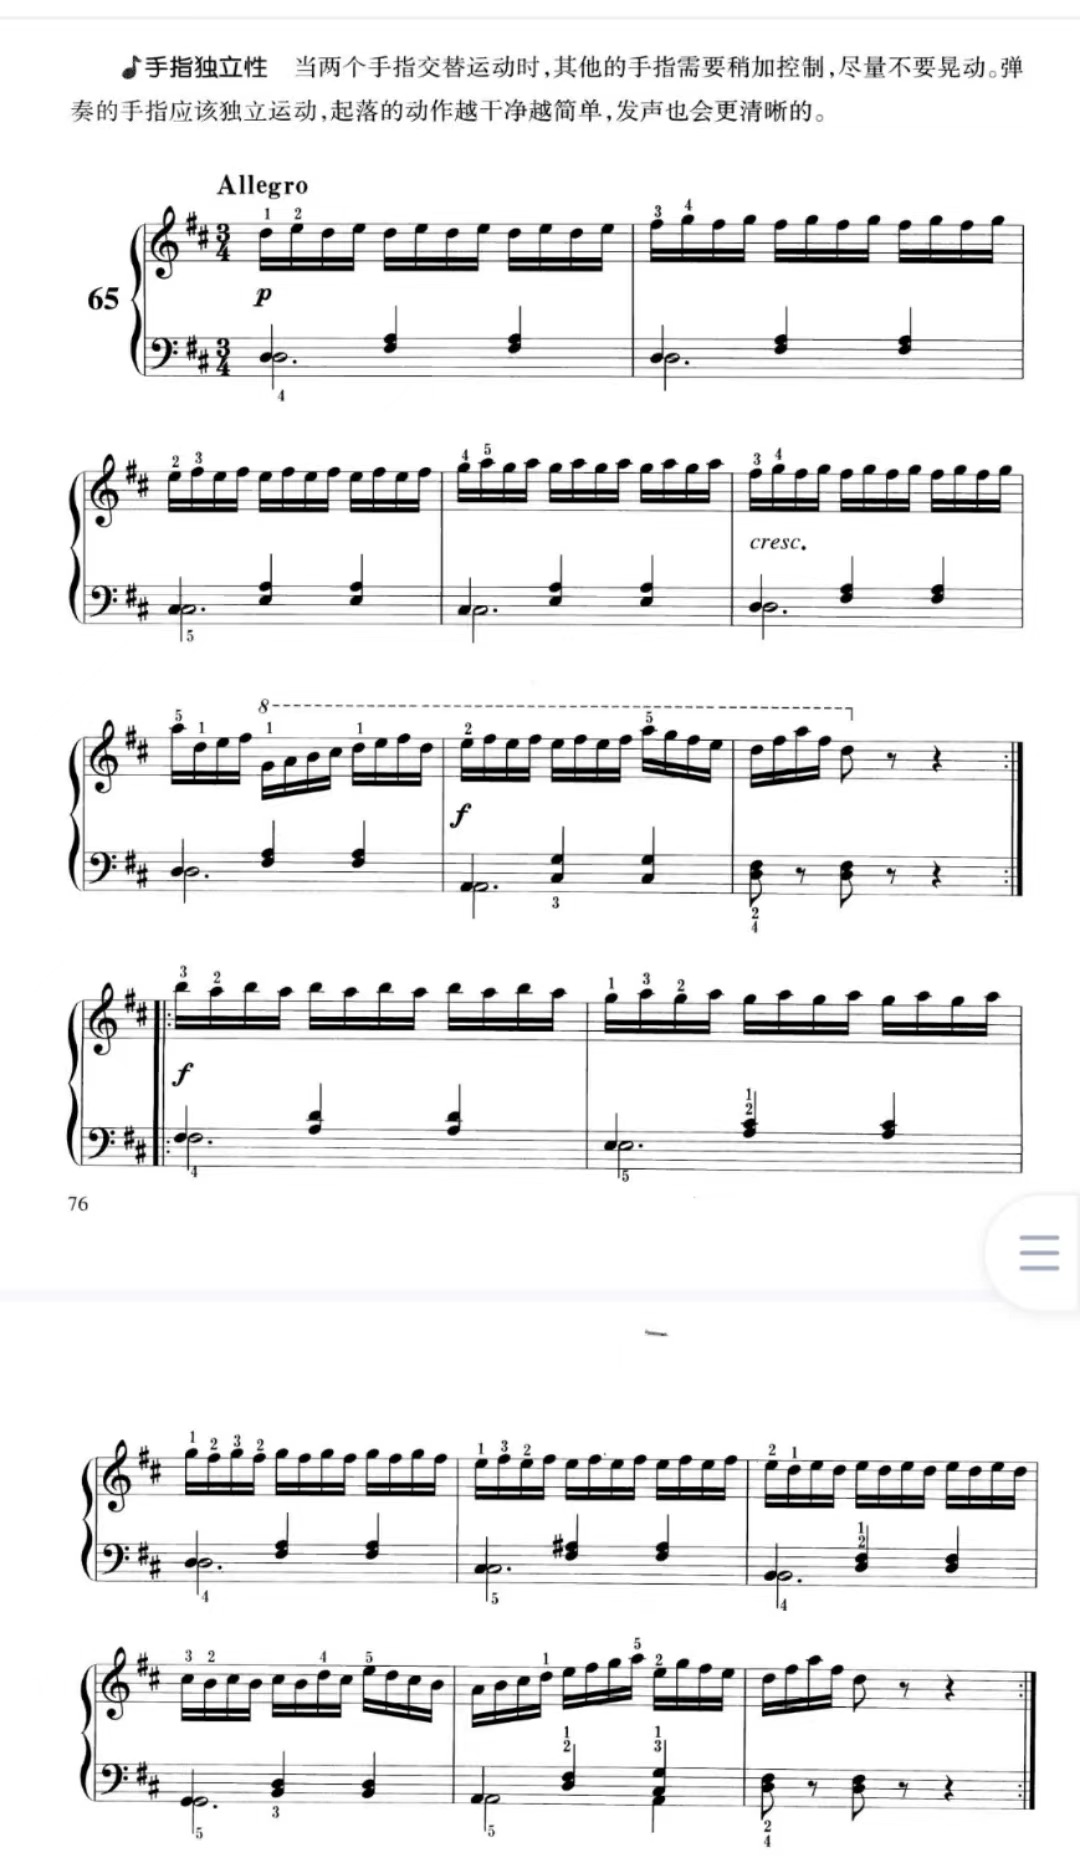 手指独立性 当两个手指交替运动时,其他的手指需要稍加控制,尽量不要晃动。弹
奏的手指应该独立运动,起落的动作越干净越简单,发声也会更清晰的。
Allegro
1 2 3 4
3 4
65
p
3 4
4
2 3 4 5 3 4
cresc.
5
5 1 8 1 1 2 5
f
3 2
4
3 2 1 3 2
f
1
2
4 5
76
1 2 3 2 1 3 2 2 1
1
2
4 5 4
3 2 4 5 1 5 2
1 1
2 3
5 3 5 2
4